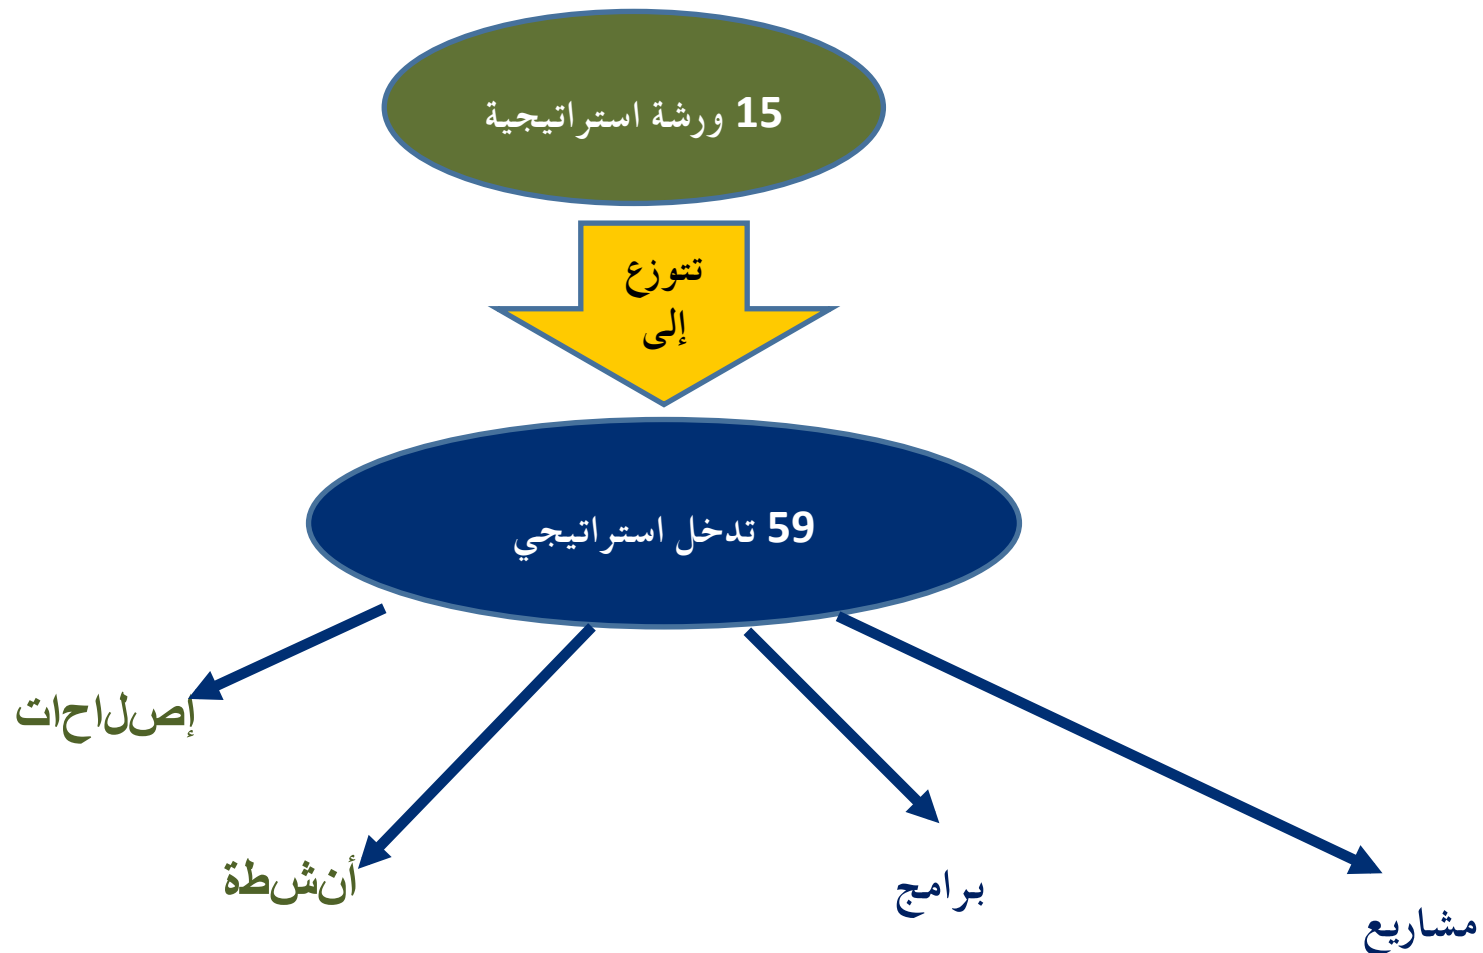 15 ورشة استراتيجية
تتوزع
إلى
59 تدخل استراتيجي
إصلاحات
أنشطة
برامج
مشاريع